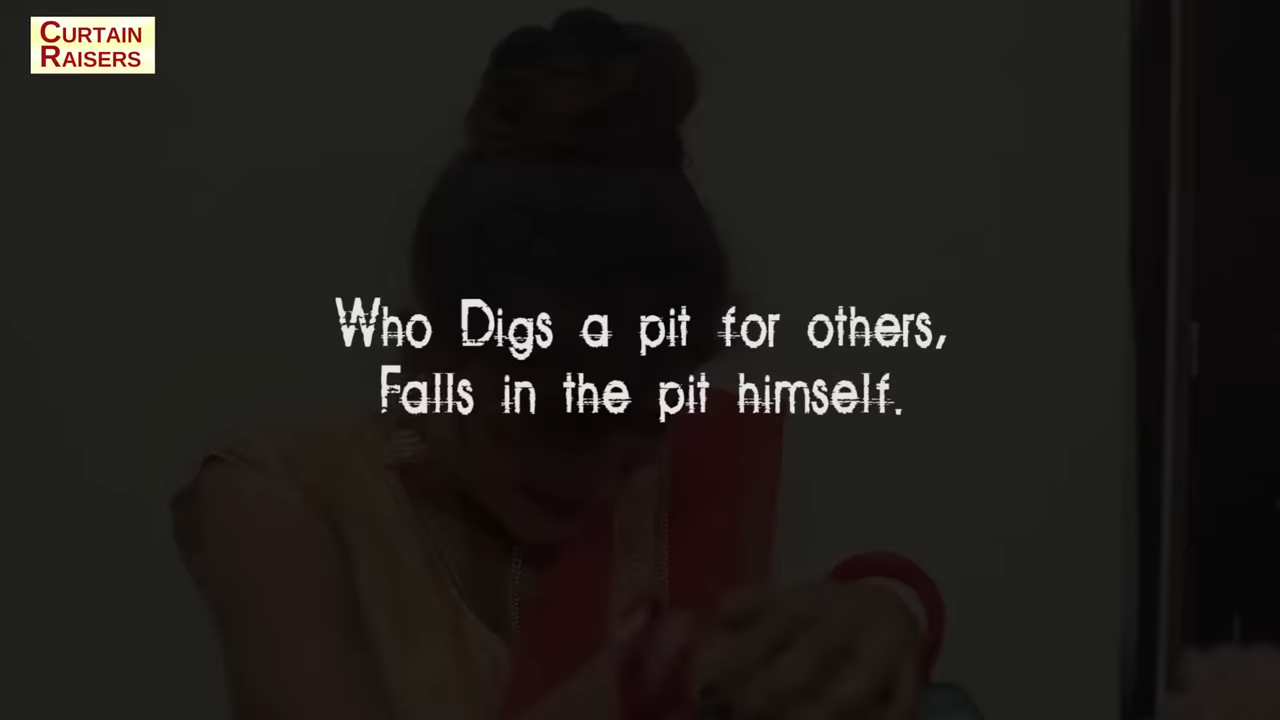 CURTAIN
RAISERS
Who Digs a pit for others,
Falls in the pit himself.